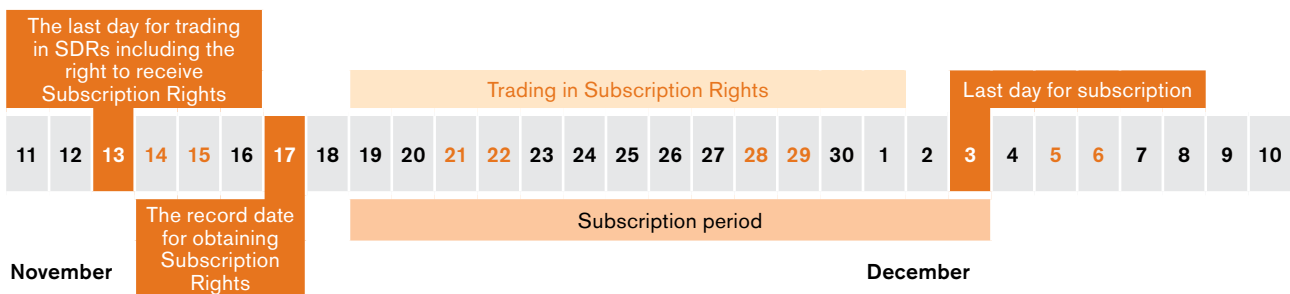 The last day for trading
in SDRs including the
right to receive
Subscription Rights
Trading in Subscription Rights
Last day for subscription
11 12 13 14 15 16 17 18 19 20 21 22 23 24 25 26 27 28 29 30 1 2 3 4 5 6 7 8 9 10
The record date
for obtaining
Subscription
Rights
Subscription period
November
December